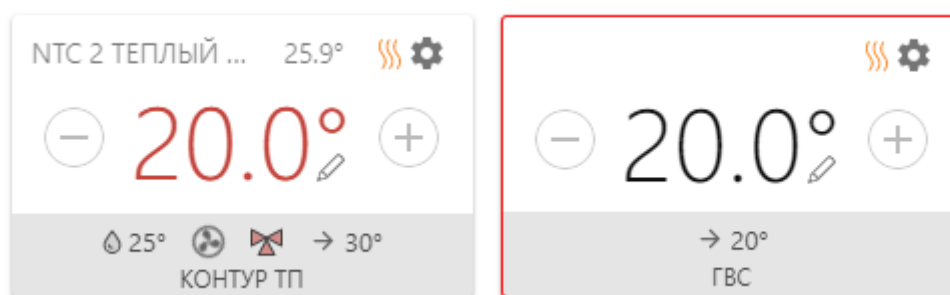 NTC 2 ТЕПЛЫЙ ... 25.9°
20.0°
25° → 30°
КОНТУР ТП
20.0°
→ 20°
ГВС